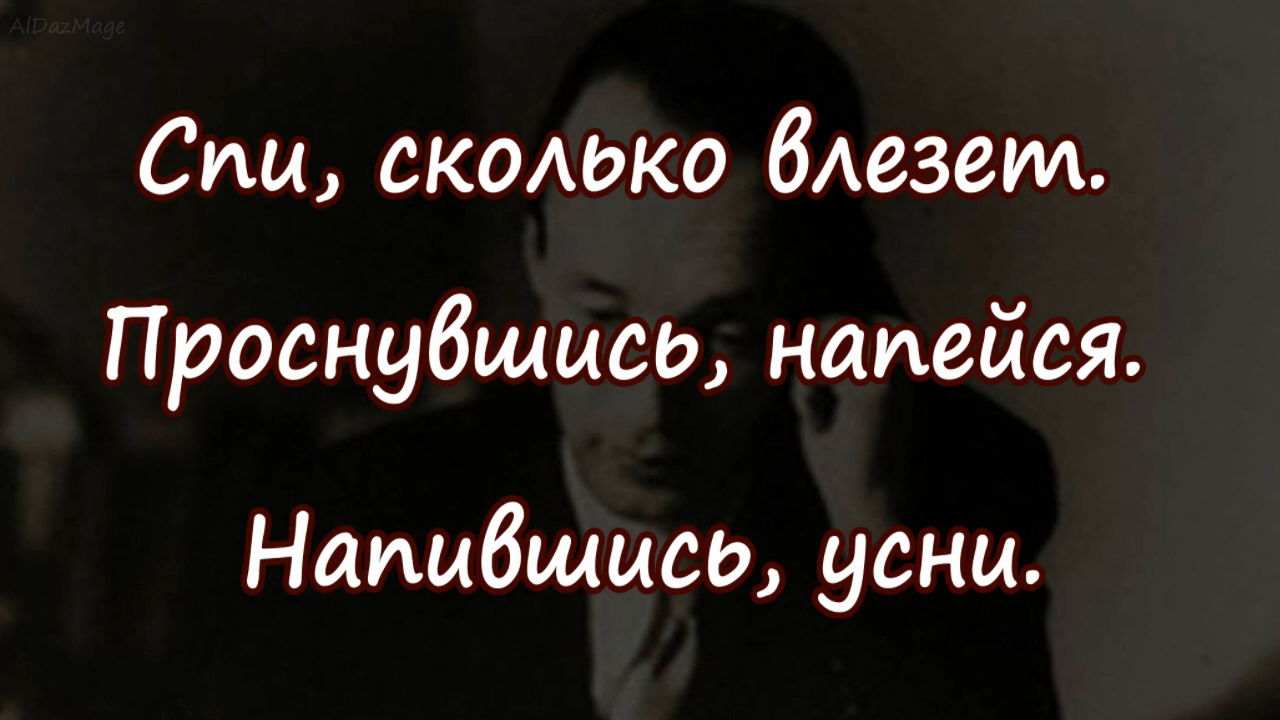 AlDazMage
Спи, сколько влезет.
Проснувшись, напейся.
Напившись, усни.